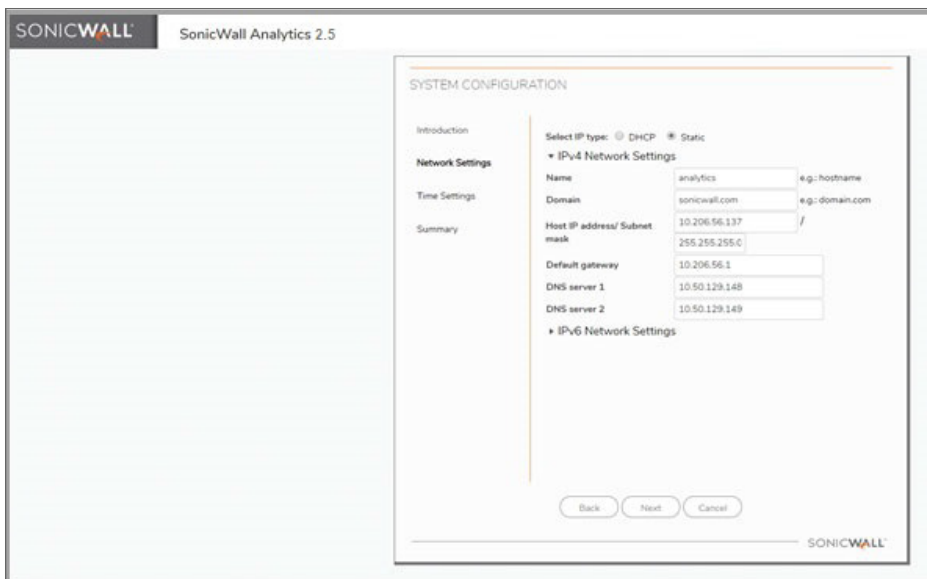 SONICWALL
SonicWall Analytics 2.5
SYSTEM CONFIGURATION
Introduction
Network Settings
Time Settings
Summary
Select IP type: DHCP Static
IPv4 Network Settings
Name analytics e.g.: hostname
Domain sonicwall.com e.g.: domain.com
Host IP address/ Subnet mask 10.206.56.137 /
255.255.255.0
Default gateway 10.206.56.1
DNS server 1 10.50.129.148
DNS server 2 10.50.129.149
IPv6 Network Settings
Back Next Cancel
SONICWALL